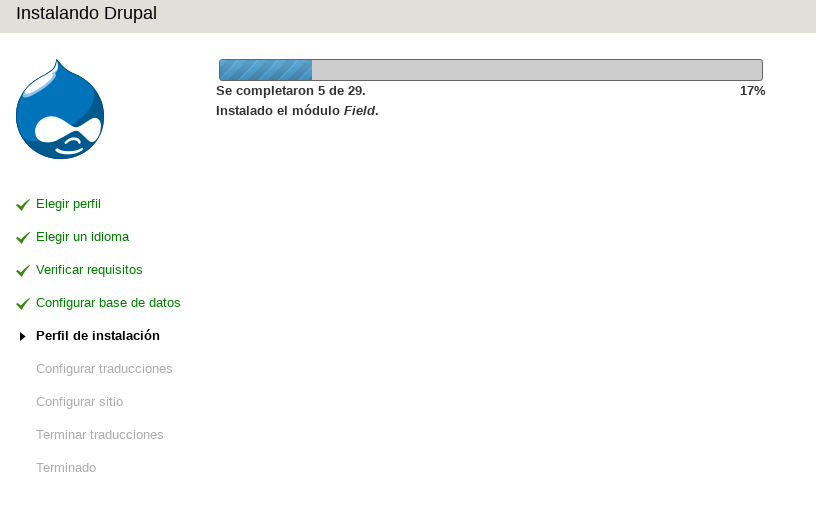 Instalando Drupal
Se completaron 5 de 29. 17%
Instalado el módulo Field.
Elegir perfil
Elegir un idioma
Verificar requisitos
Configurar base de datos
Perfil de instalación
Configurar traducciones
Configurar sitio
Terminar traducciones
Terminado